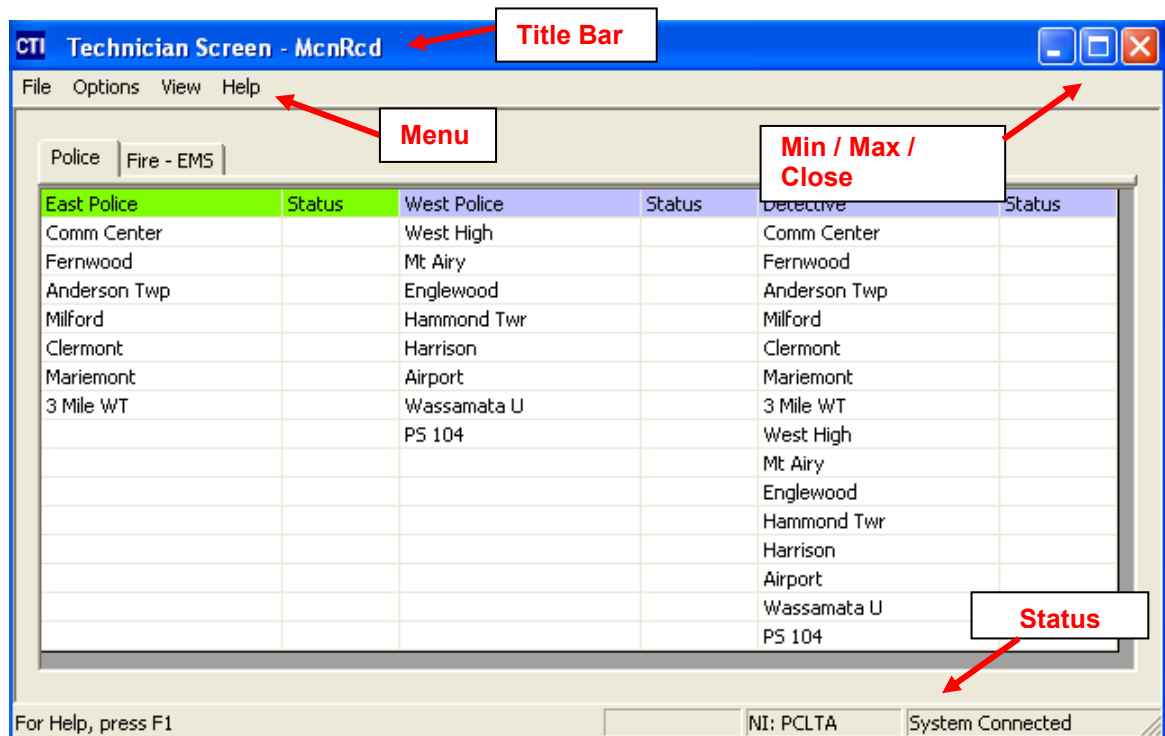 CTI Technician Screen - McnRcd
Title Bar
File Options View Help
Menu
Min / Max /
Close
Police Fire - EMS
East Police Status West Police Status Detective Status
Comm Center West High Comm Center
Fernwood Mt Airy Fernwood
Anderson Twp Englewood Anderson Twp
Milford Hammond Twr Milford
Clermont Harrison Clermont
Mariemont Airport Mariemont
3 Mile WT Wassamata U 3 Mile WT
PS 104 West High
Mt Airy
Englewood
Hammond Twr
Harrison
Airport
Wassamata U
PS 104
Status
For Help, press F1 NI: PCLTA System Connected